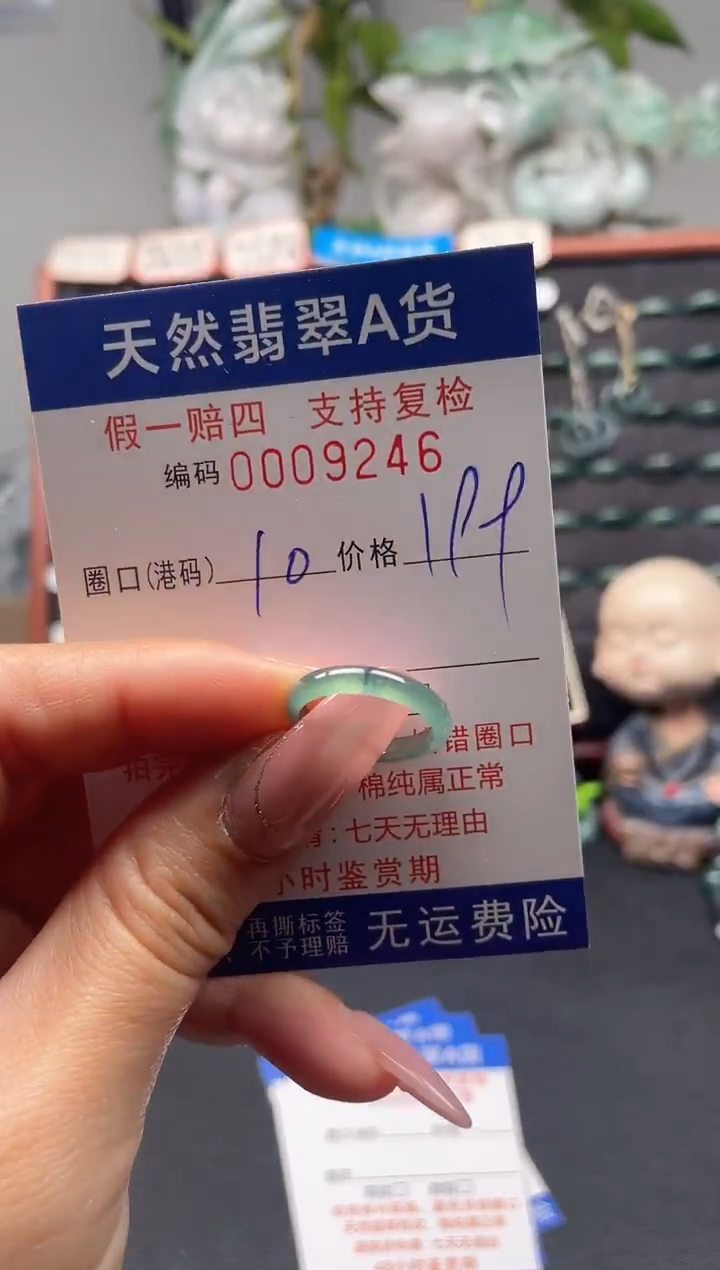 天然翡翠A货
假一赔四 支持复检
编码 0009246
圈口(港码) 10 价格 199
错圈口
棉纯属正常
:七天无理由
小时鉴赏期
再撕标签
不予理赔
无运费险